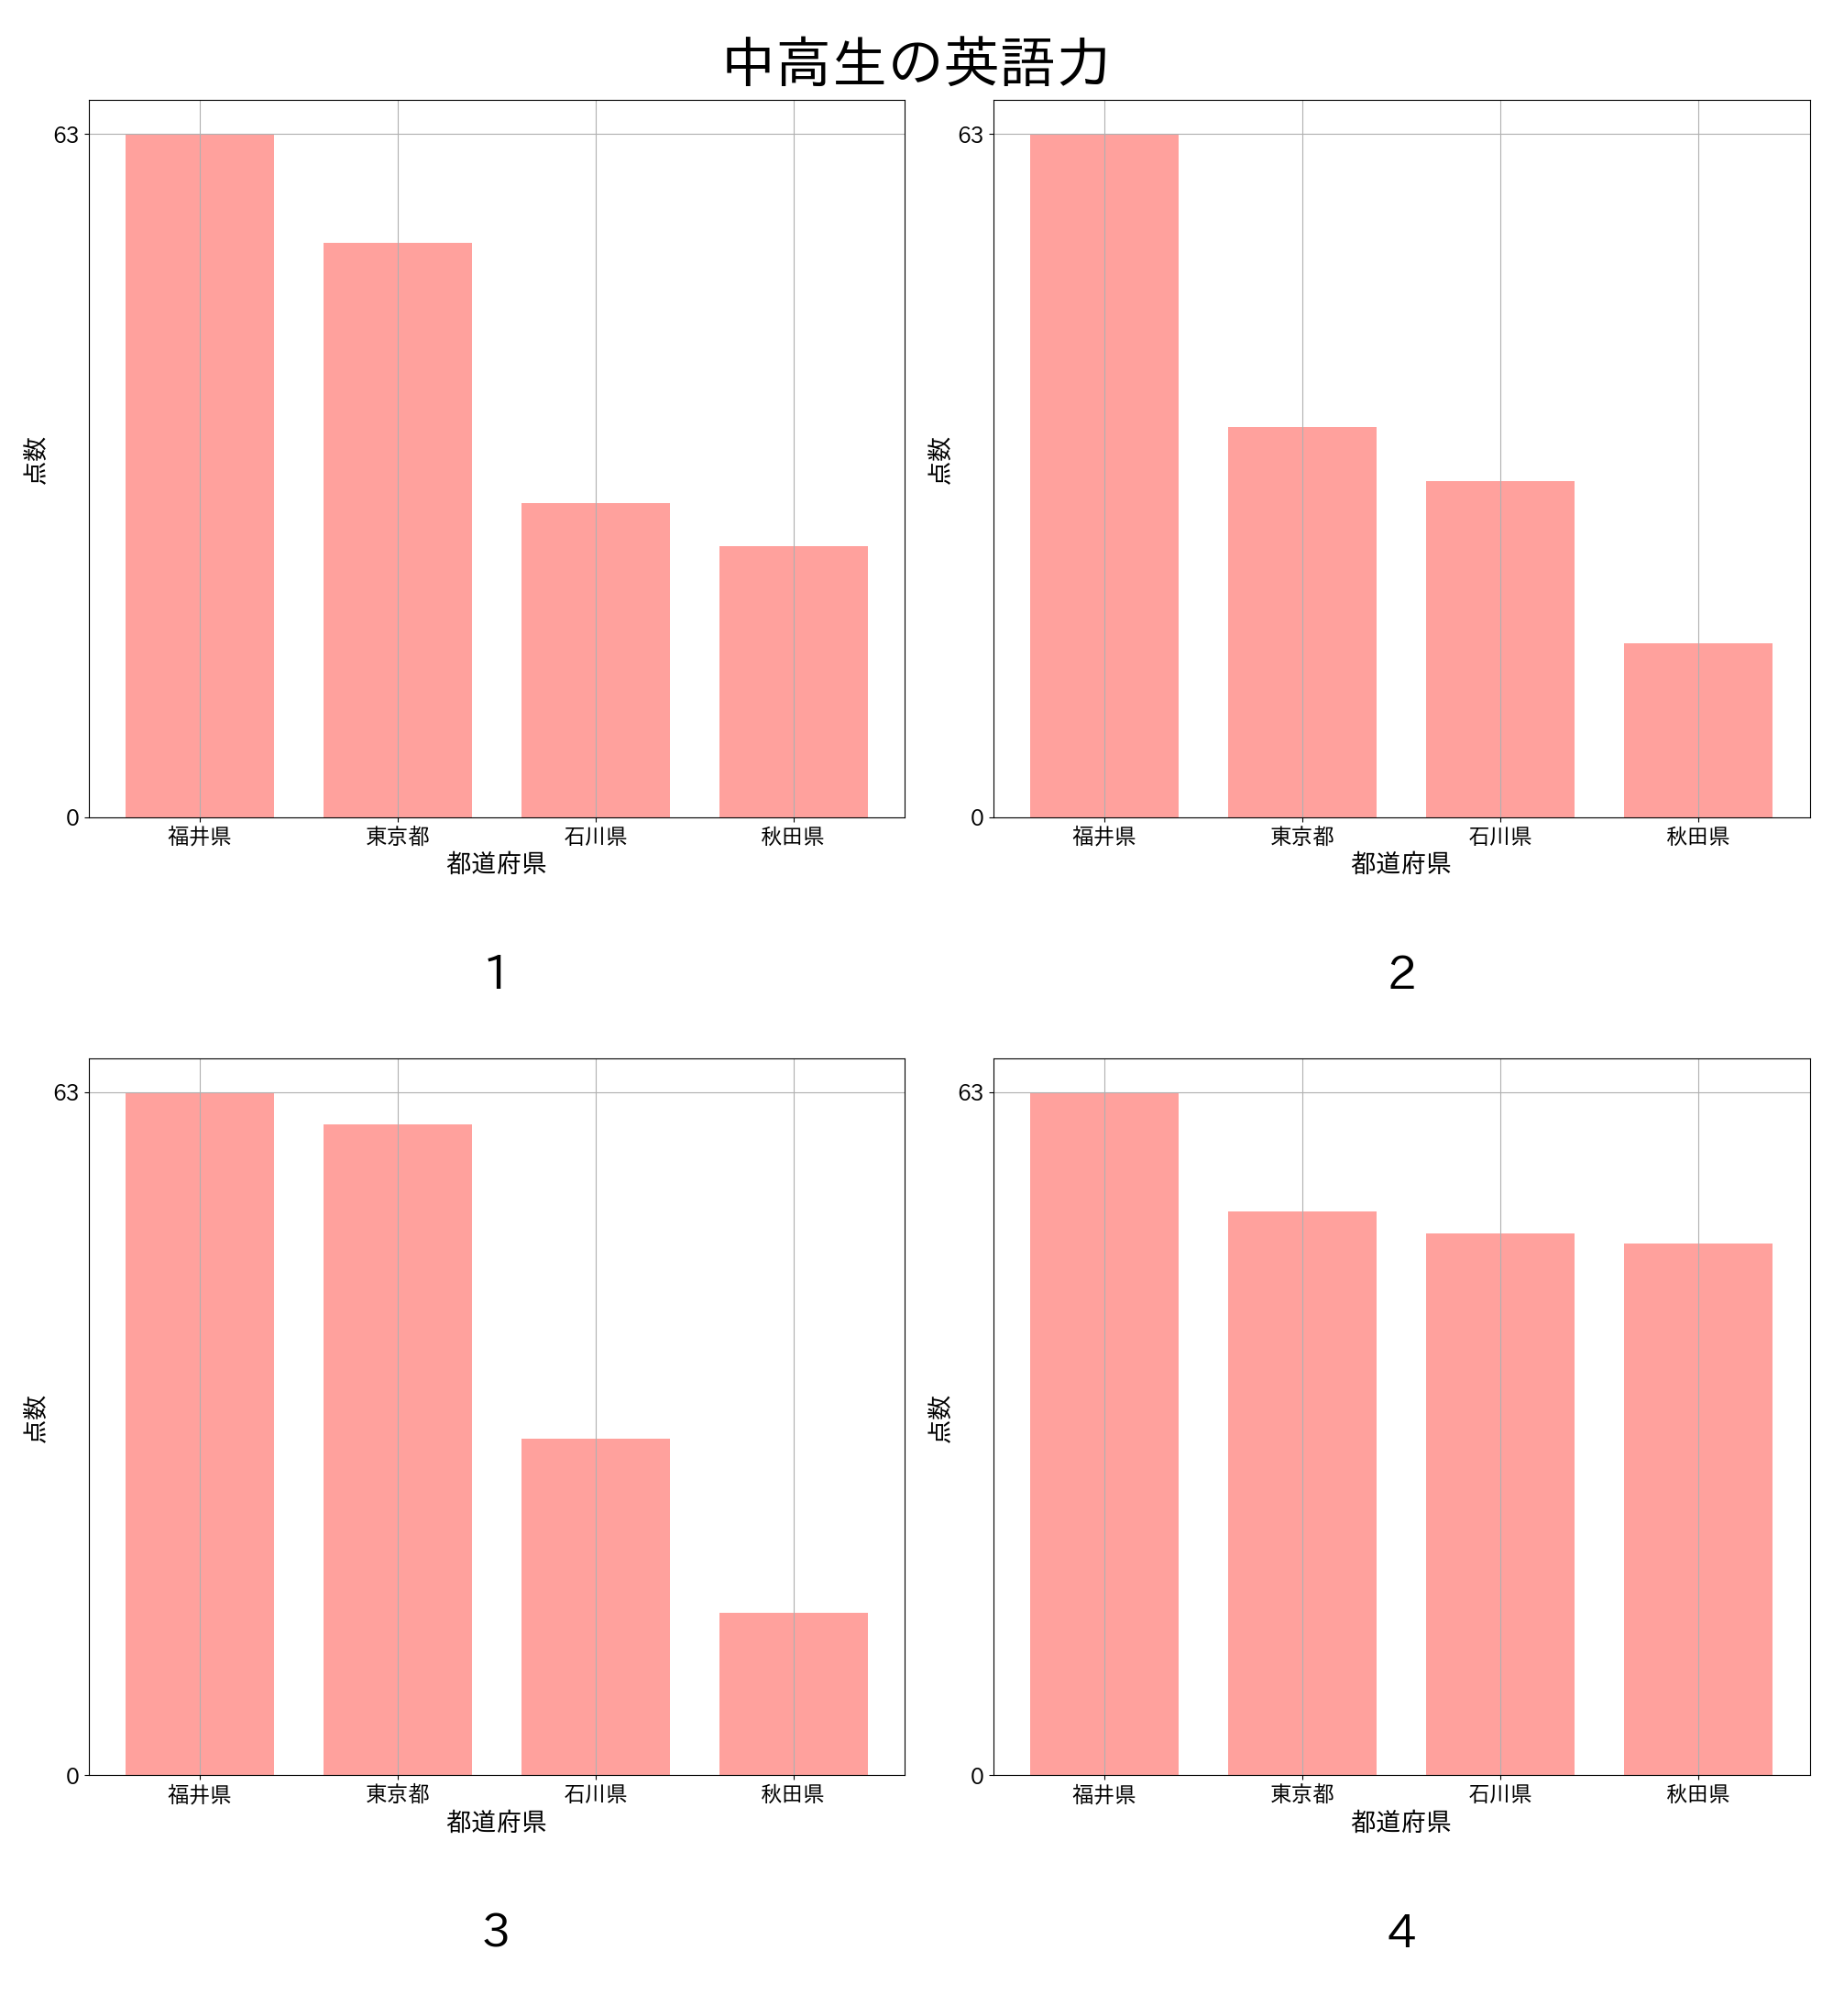 中高生の英語力
63
0
点数
福井県 東京都 石川県 秋田県
都道府県
1
63
0
点数
福井県 東京都 石川県 秋田県
都道府県
2
63
0
点数
福井県 東京都 石川県 秋田県
都道府県
3
63
0
点数
福井県 東京都 石川県 秋田県
都道府県
4